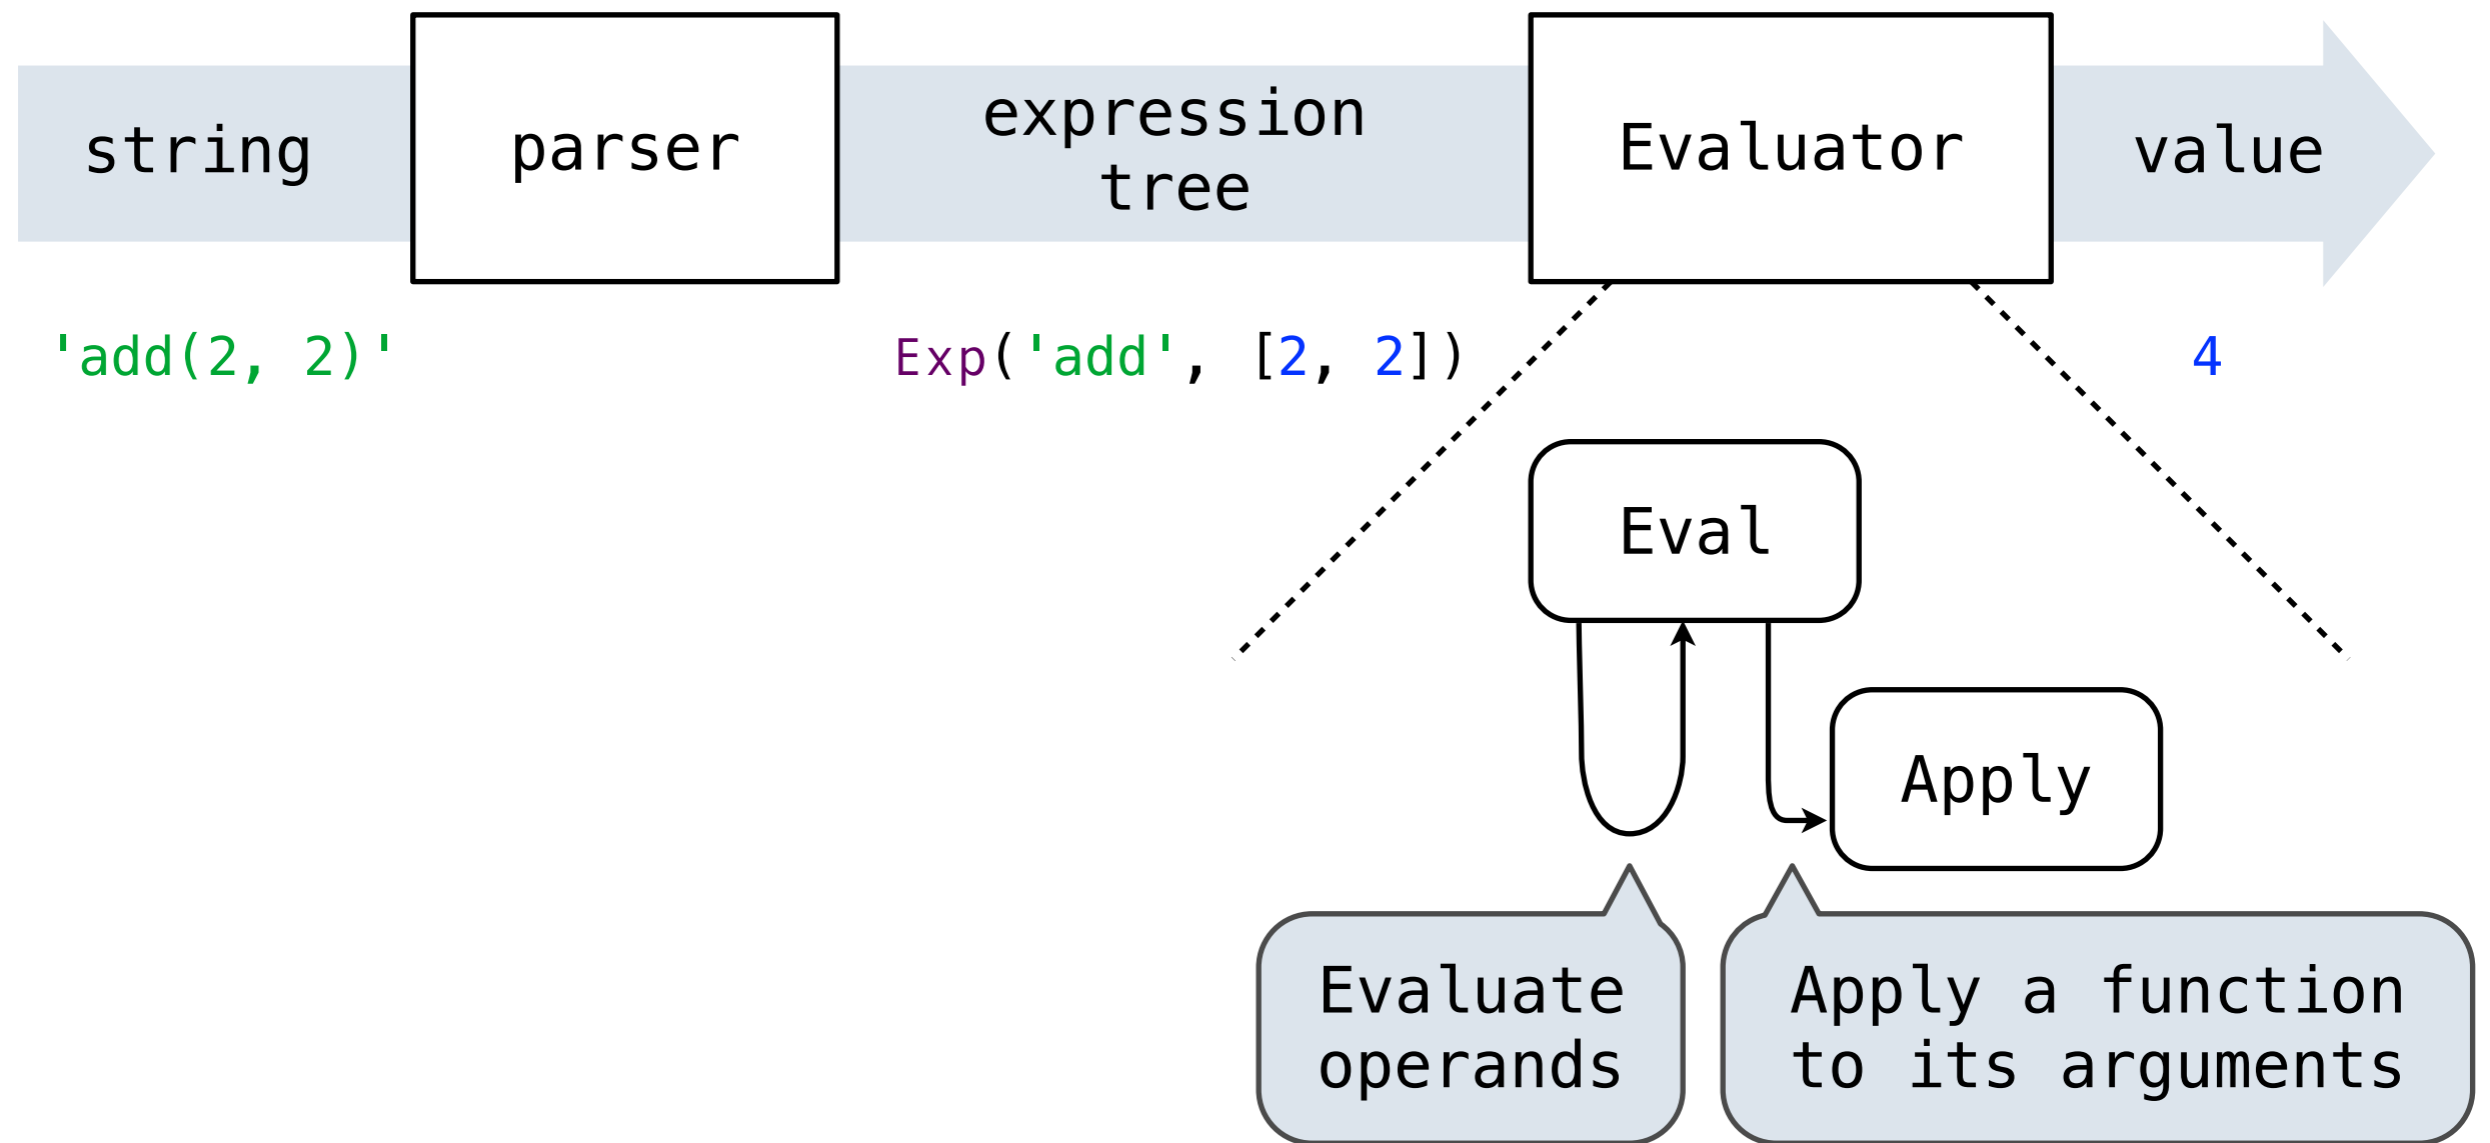 string
parser
expression
tree
Evaluator
value
'add(2, 2)'
Exp('add', [2, 2])
4
Eval
Apply
Evaluate
operands
Apply a function
to its arguments